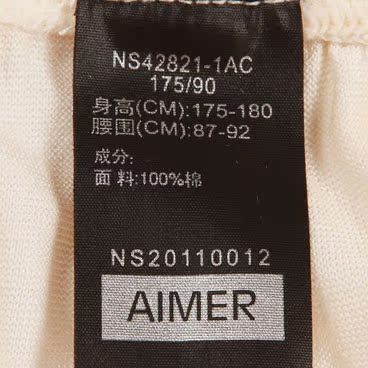 NS42821-1AC
175/90
身高(CM):175-180
腰围(CM):87-92
成分:
面 料:100%棉
NS20110012
AIMER